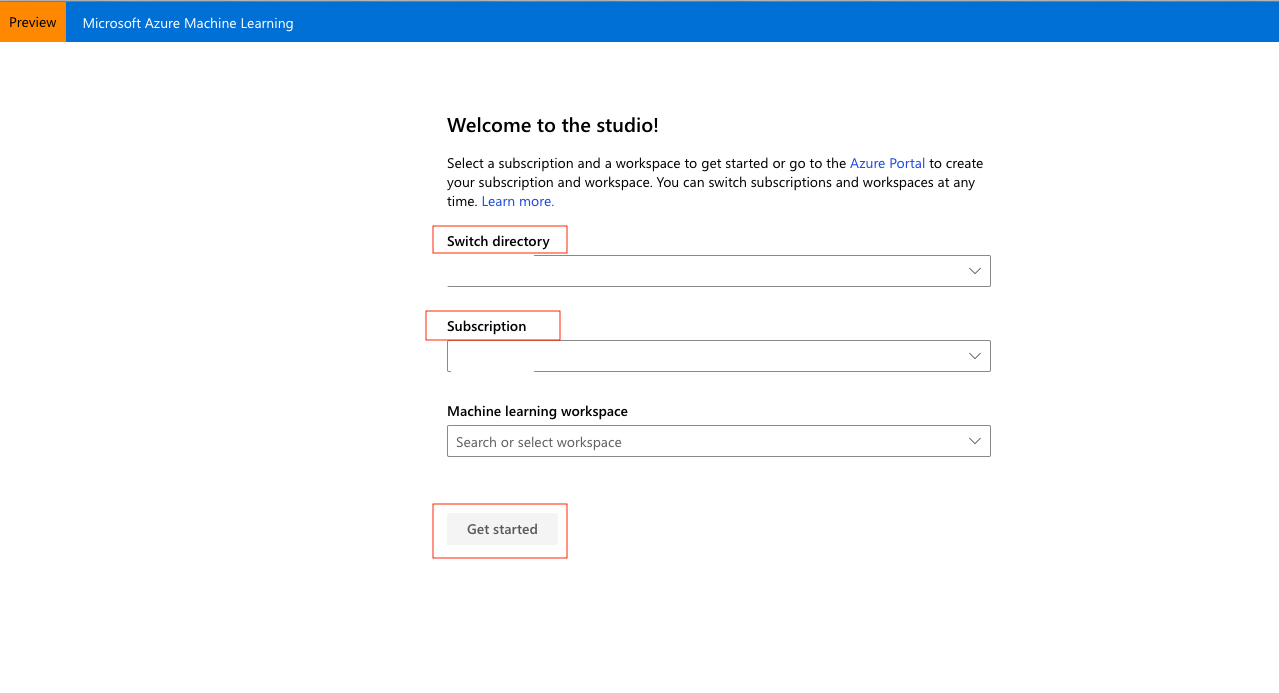 Preview Microsoft Azure Machine Learning
Welcome to the studio!
Select a subscription and a workspace to get started or go to the Azure Portal to create
your subscription and workspace. You can switch subscriptions and workspaces at any
time. Learn more.
Switch directory
Subscription
Machine learning workspace
Search or select workspace
Get started